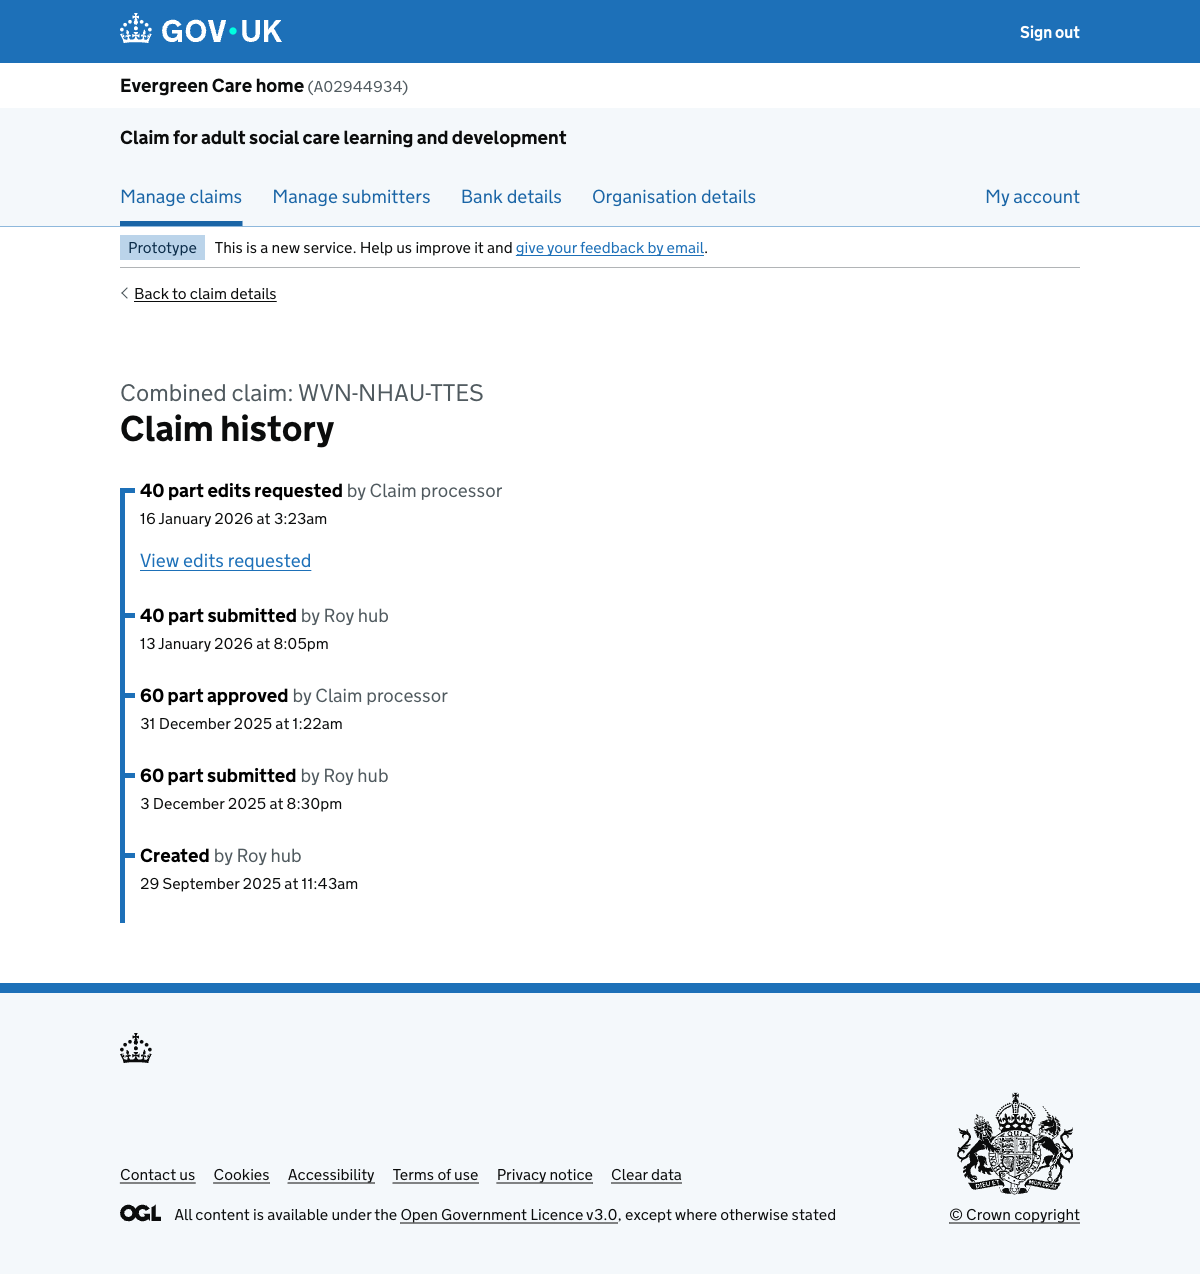 GOV·UK
Sign out
Evergreen Care home (A02944934)
Claim for adult social care learning and development
Manage claims Manage submitters Bank details Organisation details My account
Prototype This is a new service. Help us improve it and give your feedback by email.
Back to claim details
Combined claim: WVN-NHAU-TTES
Claim history
40 part edits requested by Claim processor
16 January 2026 at 3:23am
View edits requested
40 part submitted by Roy hub
13 January 2026 at 8:05pm
60 part approved by Claim processor
31 December 2025 at 1:22am
60 part submitted by Roy hub
3 December 2025 at 8:30pm
Created by Roy hub
29 September 2025 at 11:43am
Contact us Cookies Accessibility Terms of use Privacy notice Clear data
OGL All content is available under the Open Government Licence v3.0, except where otherwise stated
© Crown copyright